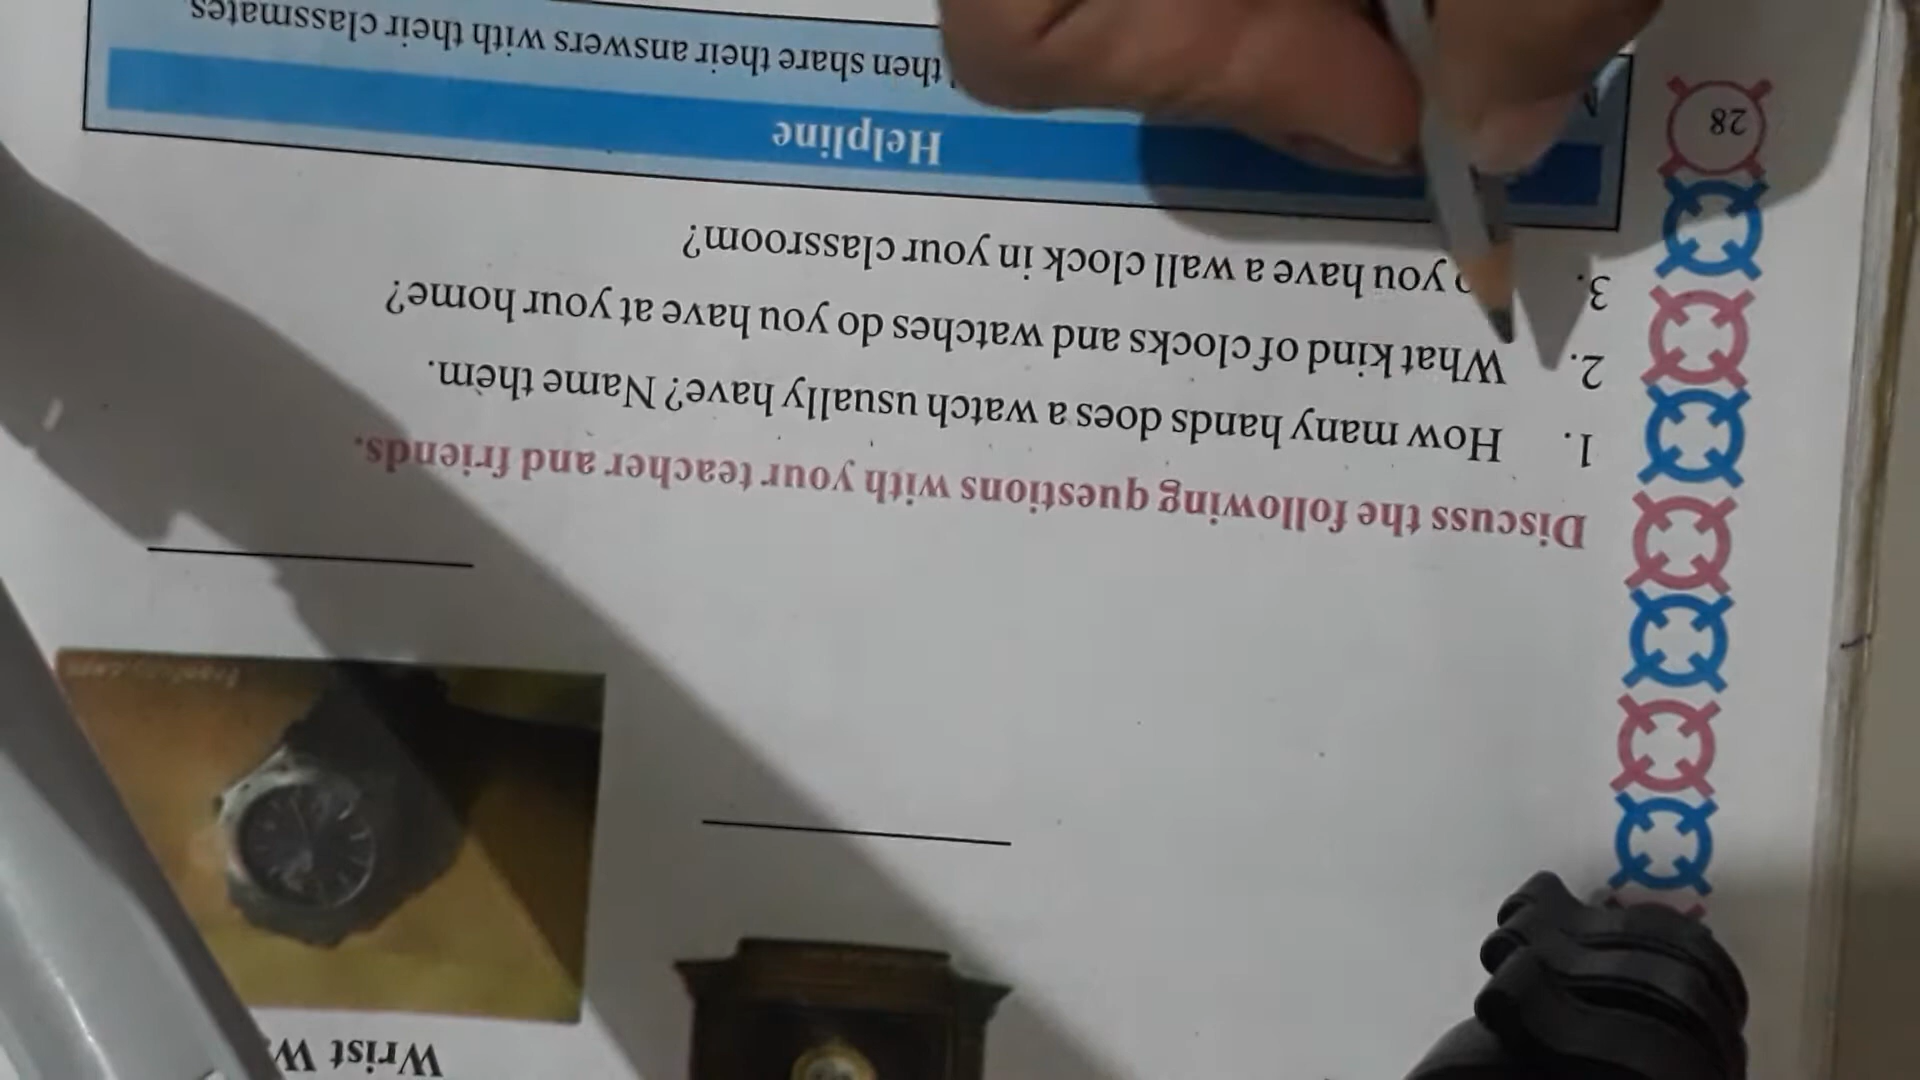 Wrist
Discuss the following questions with your teacher and friends.
1. How many hands does a watch usually have? Name them.
2. What kind of clocks and watches do you have at your home?
3. you have a wall clock in your classroom?
Helpline
then share their answers with their classmates.
28